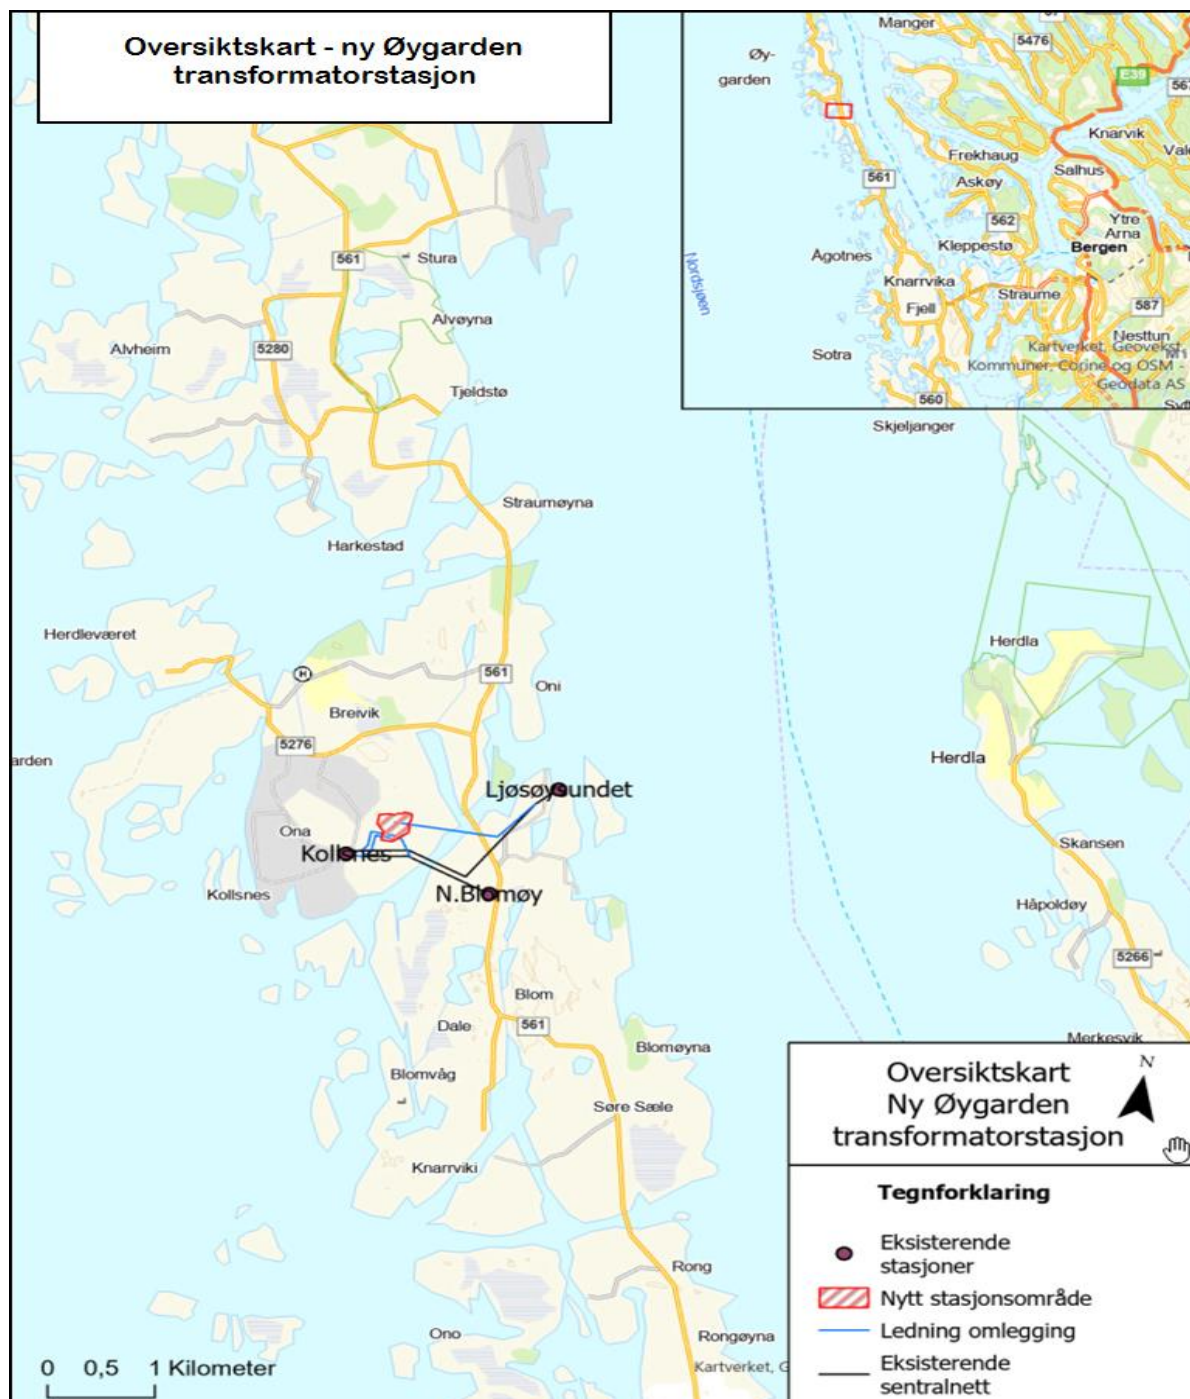 Oversiktskart - ny Øygarden
transformatorstasjon
Manger
5476
Øy-
garden
E39
Knarvik
Frekhaug
Salhus
561
Askøy
562
Ytre
Arna
Kleppestø
Bergen
Ågotnes
Nordsjøen
Knarrvika
Straume
Fjell
587
Nesttun
Kartverket, Geovekst,
Sotra
Kommuner, Corine og OSM -
Geodata AS
560
Skjeljanger
561
Stura
Alvøyna
Alvheim
5280
Tjeldstø
Straumøyna
Harkestad
Herdleværet
Herdla
H
561
Oni
Breivik
5276
arden
Herdla
Ljøsøysundet
Ona
Kollsnes
Skansen
Kollsnes
N.Blomøy
Håpoldøy
5266
Blom
Dale
561
Merkesvik
Blomøyna
Blomvåg
Søre Sæle
Knarrviki
Rong
Ono
Rongøyna
Kartverket, G
0 0,5 1 Kilometer
Oversiktskart
Ny Øygarden
transformatorstasjon
N
Tegnforklaring
Eksisterende
stasjoner
Nytt stasjonsområde
Ledning omlegging
Eksisterende
sentralnett